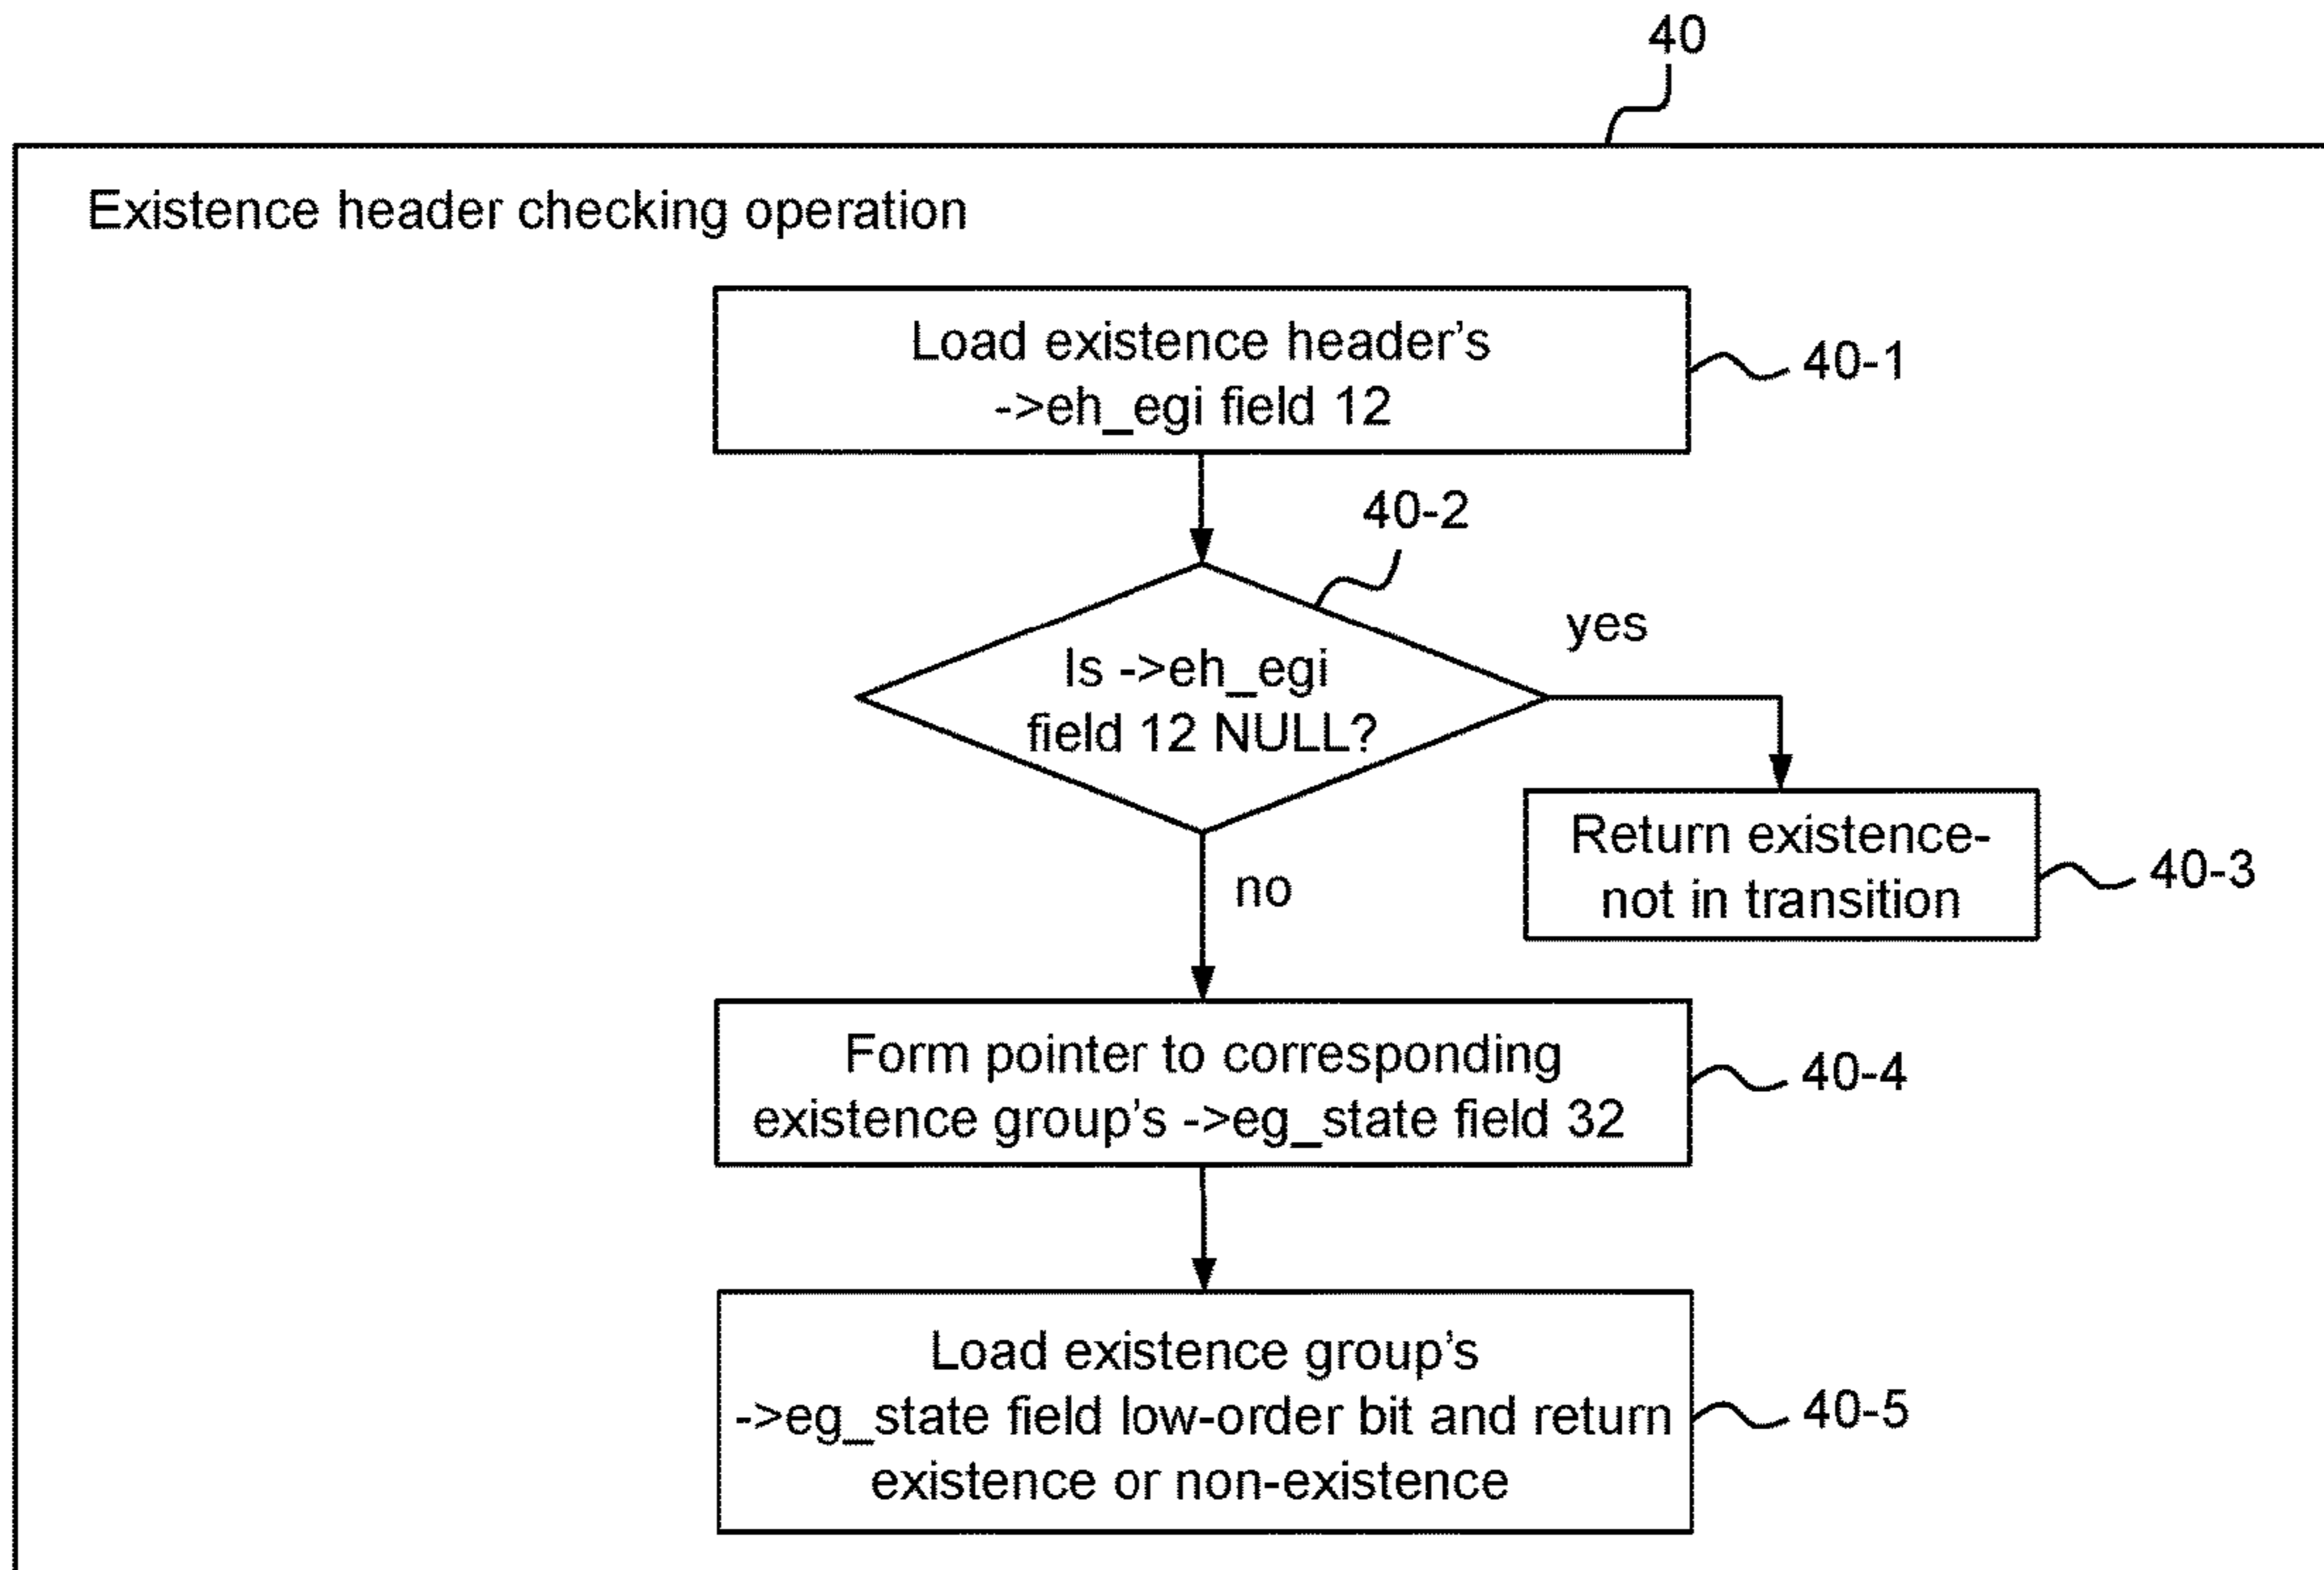 40
Existence header checking operation
Load existence header's
->eh_egi field 12
40-1
40-2
Is ->eh_egi
field 12 NULL?
yes
Return existence-
not in transition
40-3
no
Form pointer to corresponding
existence group's ->eg_state field 32
40-4
Load existence group's
->eg_state field low-order bit and return
existence or non-existence
40-5